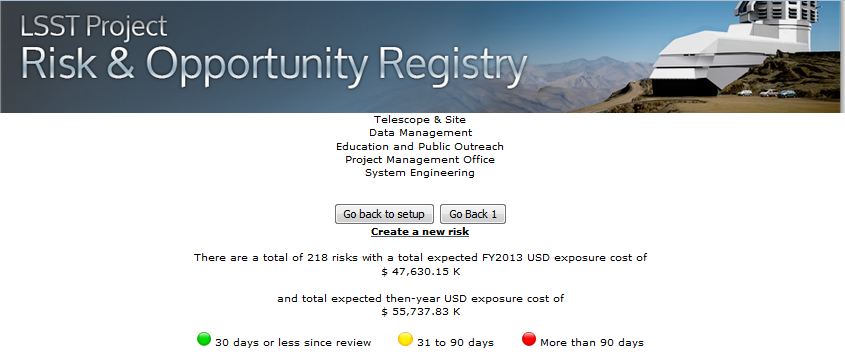 LSST Project
Risk & Opportunity Registry
Telescope & Site
Data Management
Education and Public Outreach
Project Management Office
System Engineering
Go back to setup Go Back 1
Create a new risk
There are a total of 218 risks with a total expected FY2013 USD exposure cost of
$ 47,630.15 K
and total expected then-year USD exposure cost of
$ 55,737.83 K
30 days or less since review 31 to 90 days More than 90 days